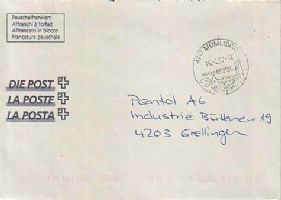 Pauschalfrankiert
Affranchi à forfait
Affrancato in blocco
Francatura pauschala
DIE POST
LA POSTE
LA POSTA
Pentol AG
Industrie Büttenen 19
4203 Grellingen